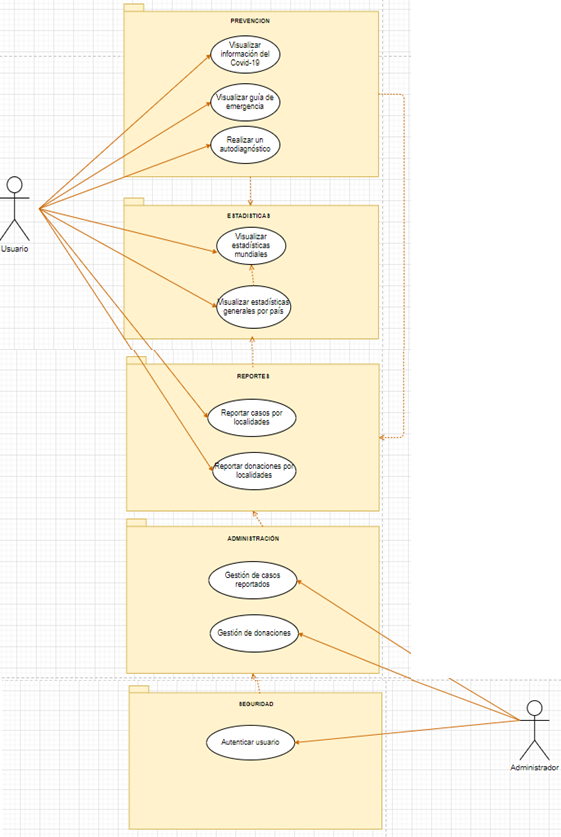 PREVENCION
Visualizar
información del
Covid-19
Visualizar guía de
emergencia
Realizar un
autodiagnóstico
Usuario
ESTADISTICAS
Visualizar
estadísticas
mundiales
Visualizar estadísticas
generales por país
REPORTES
Reportar casos por
localidades
Reportar donaciones por
localidades
ADMINISTRACIÓN
Gestión de casos
reportados
Gestión de donaciones
SEGURIDAD
Autenticar usuario
Administrador